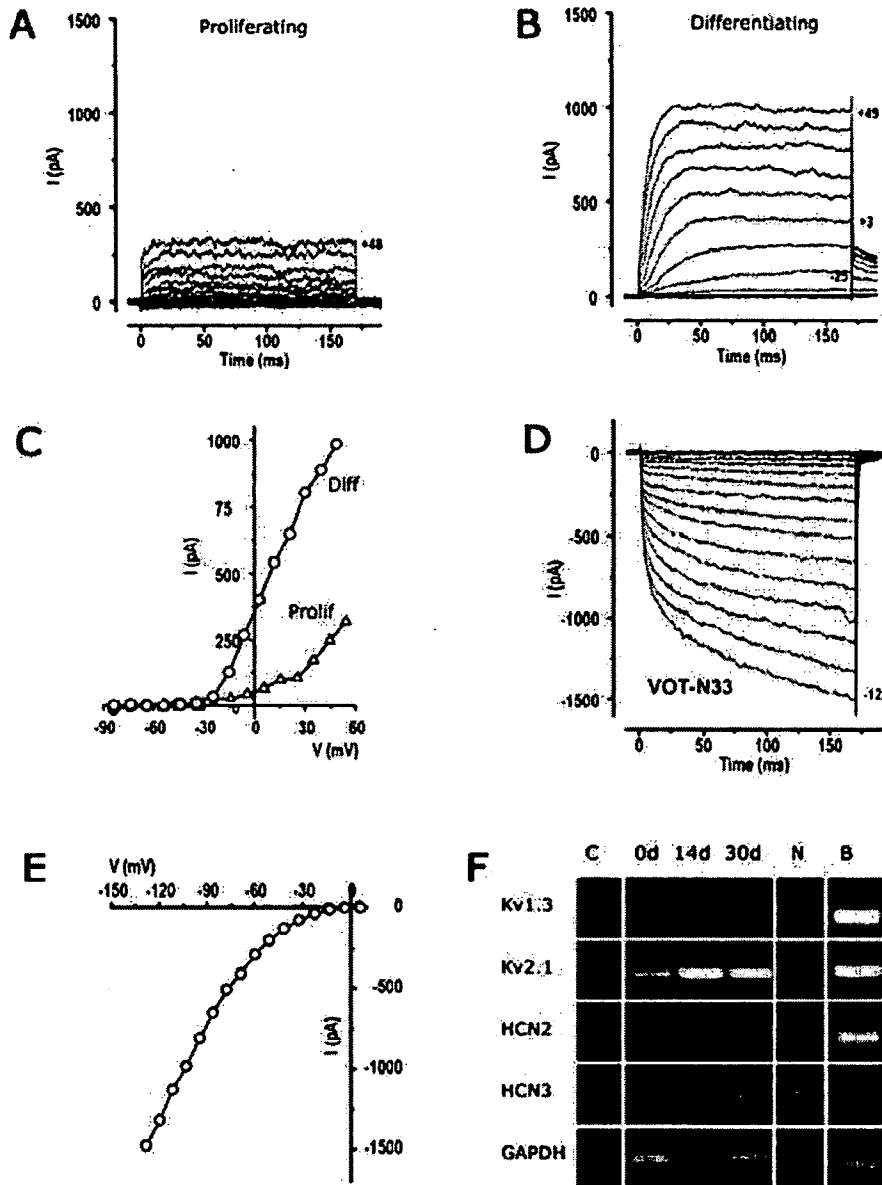 A
Proliferating
1500
1000
500
0
I (pA)
+48
0 50 100 150
Time (ms)
B
Differentiating
1500
1000
500
0
I (pA)
+49
+3
-25
0 50 100 150
Time (ms)
C
1000
75
500
250
I (pA)
Diff
Prolif
-90 -60 -30 0 30 60
V (mV)
D
0
-500
-1000
-1500
I (pA)
VOT-N33
-12
0 50 100 150
Time (ms)
E
V (mV)
-150 -120 -90 -60 -30 0
0
-500
-1000
-1500
I (pA)
F
C 0d 14d 30d N B
Kv1.3
Kv2.1
HCN2
HCN3
GAPDH